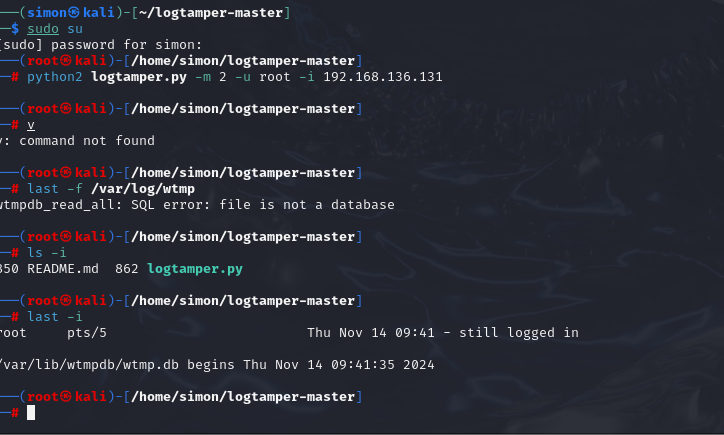 ──(simon㉿kali)-[~/logtamper-master]
─$ sudo su
[sudo] password for simon:
──(root㉿kali)-[/home/simon/logtamper-master]
─# python2 logtamper.py -m 2 -u root -i 192.168.136.131
──(root㉿kali)-[/home/simon/logtamper-master]
─# v
v: command not found
──(root㉿kali)-[/home/simon/logtamper-master]
─# last -f /var/log/wtmp
wtmpdb_read_all: SQL error: file is not a database
──(root㉿kali)-[/home/simon/logtamper-master]
─# ls -i
850 README.md  862 logtamper.py
──(root㉿kali)-[/home/simon/logtamper-master]
─# last -i
root     pts/5                         Thu Nov 14 09:41 - still logged in
/var/lib/wtmpdb/wtmp.db begins Thu Nov 14 09:41:35 2024
──(root㉿kali)-[/home/simon/logtamper-master]
─#